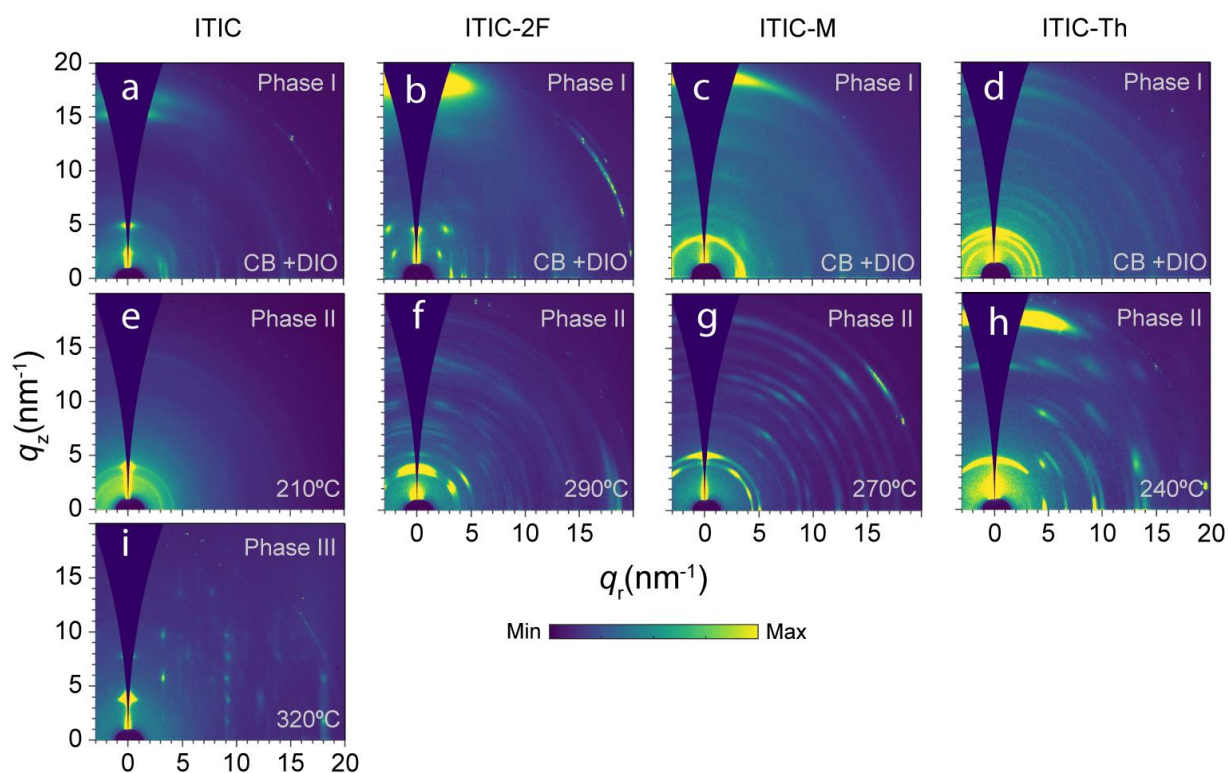 ITIC
ITIC-2F
ITIC-M
ITIC-Th
a
Phase I
CB +DIO
b
Phase I
CB +DIO
c
Phase I
CB +DIO
d
Phase I
CB +DIO
20
15
10
5
0
e
Phase II
210ºC
f
Phase II
290ºC
g
Phase II
270ºC
h
Phase II
240ºC
15
10
5
0
qz(nm-1)
0 5 10 15
0 5 10 15
0 5 10 15 20
i
Phase III
320ºC
15
10
5
0
0 5 10 15 20
qr(nm-1)
Min
Max